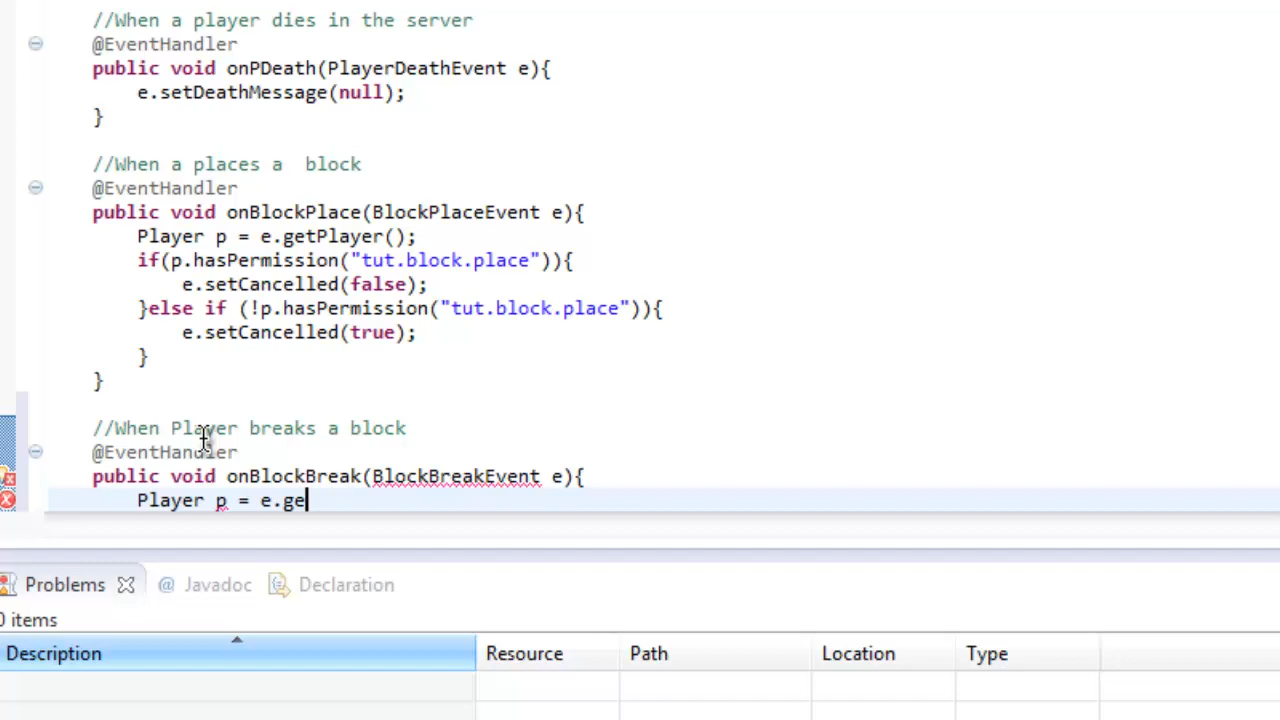 //When a player dies in the server
@EventHandler
public void onPDeath(PlayerDeathEvent e){
e.setDeathMessage(null);
}
//When a places a  block
@EventHandler
public void onBlockPlace(BlockPlaceEvent e){
Player p = e.getPlayer();
if(p.hasPermission("tut.block.place")){
e.setCancelled(false);
}else if (!p.hasPermission("tut.block.place")){
e.setCancelled(true);
}
}
//When Player breaks a block
@EventHandler
public void onBlockBreak(BlockBreakEvent e){
Player p = e.ge
Problems @ Javadoc Declaration
0 items
Description Resource Path Location Type